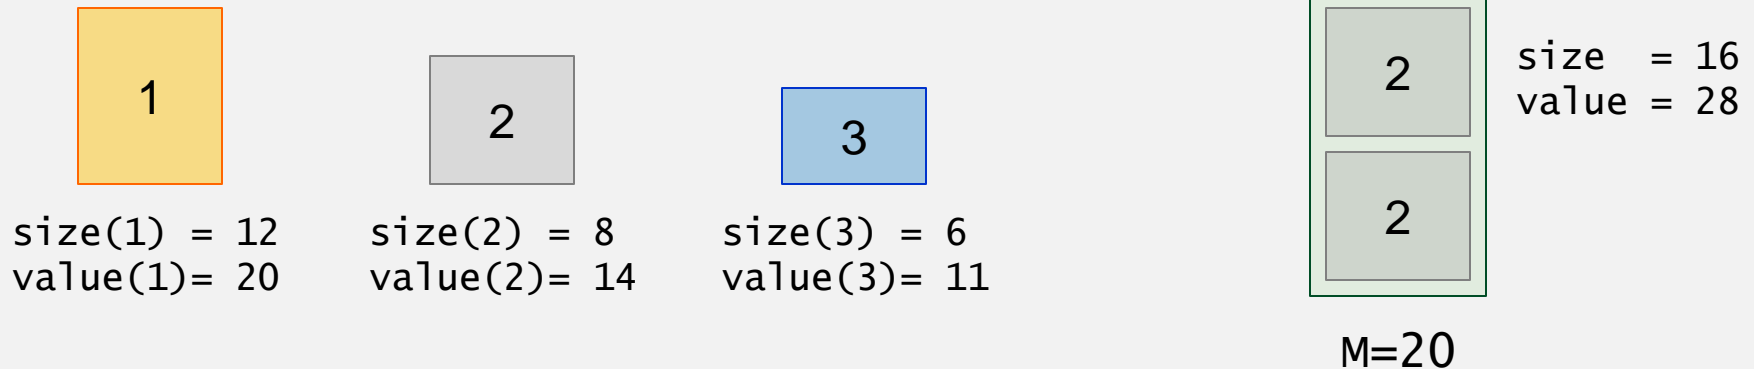 1
size(1) = 12
value(1)= 20
2
size(2) = 8
value(2)= 14
3
size(3) = 6
value(3)= 11
2
2
M=20
size = 16
value = 28